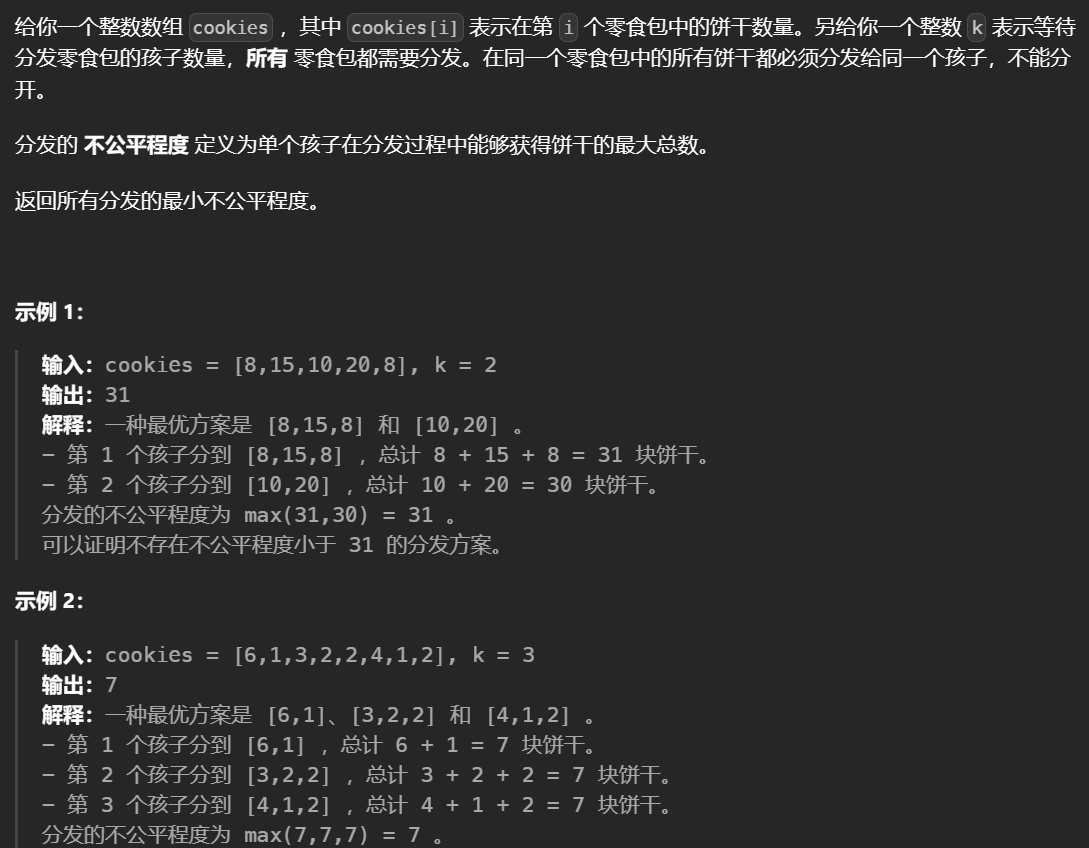 给你一个整数数组 cookies ，其中 cookies[i] 表示在第 i 个零食包中的饼干数量。另给你一个整数 k 表示等待
分发零食包的孩子数量，所有 零食包都需要分发。在同一个零食包中的所有饼干都必须分发给同一个孩子，不能分
开。
分发的 不公平程度 定义为单个孩子在分发过程中能够获得饼干的最大总数。
返回所有分发的最小不公平程度。
示例 1：
输入：cookies = [8,15,10,20,8], k = 2
输出：31
解释：一种最优方案是 [8,15,8] 和 [10,20] 。
- 第 1 个孩子分到 [8,15,8] ，总计 8 + 15 + 8 = 31 块饼干。
- 第 2 个孩子分到 [10,20] ，总计 10 + 20 = 30 块饼干。
分发的不公平程度为 max(31,30) = 31 。
可以证明不存在不公平程度小于 31 的分发方案。
示例 2：
输入：cookies = [6,1,3,2,2,4,1,2], k = 3
输出：7
解释：一种最优方案是 [6,1]、[3,2,2] 和 [4,1,2] 。
- 第 1 个孩子分到 [6,1] ，总计 6 + 1 = 7 块饼干。
- 第 2 个孩子分到 [3,2,2] ，总计 3 + 2 + 2 = 7 块饼干。
- 第 3 个孩子分到 [4,1,2] ，总计 4 + 1 + 2 = 7 块饼干。
分发的不公平程度为 max(7,7,7) = 7 。